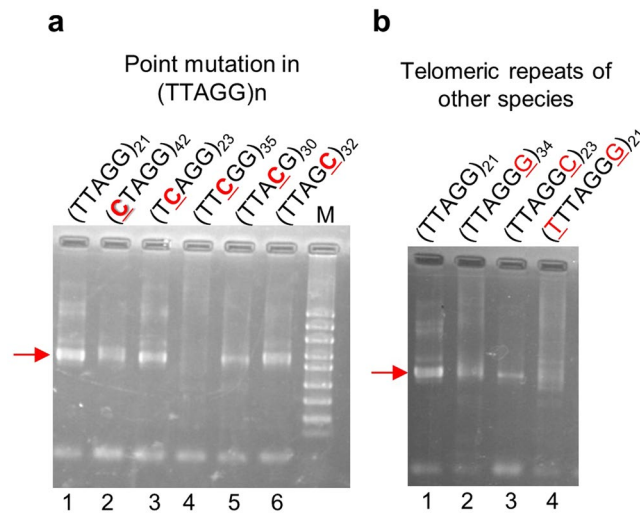 a
Point mutation in
(TTAGG)n
(TTAGG)21
(CTAGG)42
(TCAGG)23
(TTCGG)35
(TTACG)30
(TTAGC)32
M
1 2 3 4 5 6
b
Telomeric repeats of
other species
(TTAGG)21
(TTAGGG)34
(TTAGGC)23
(TTTAGGG)21
1 2 3 4